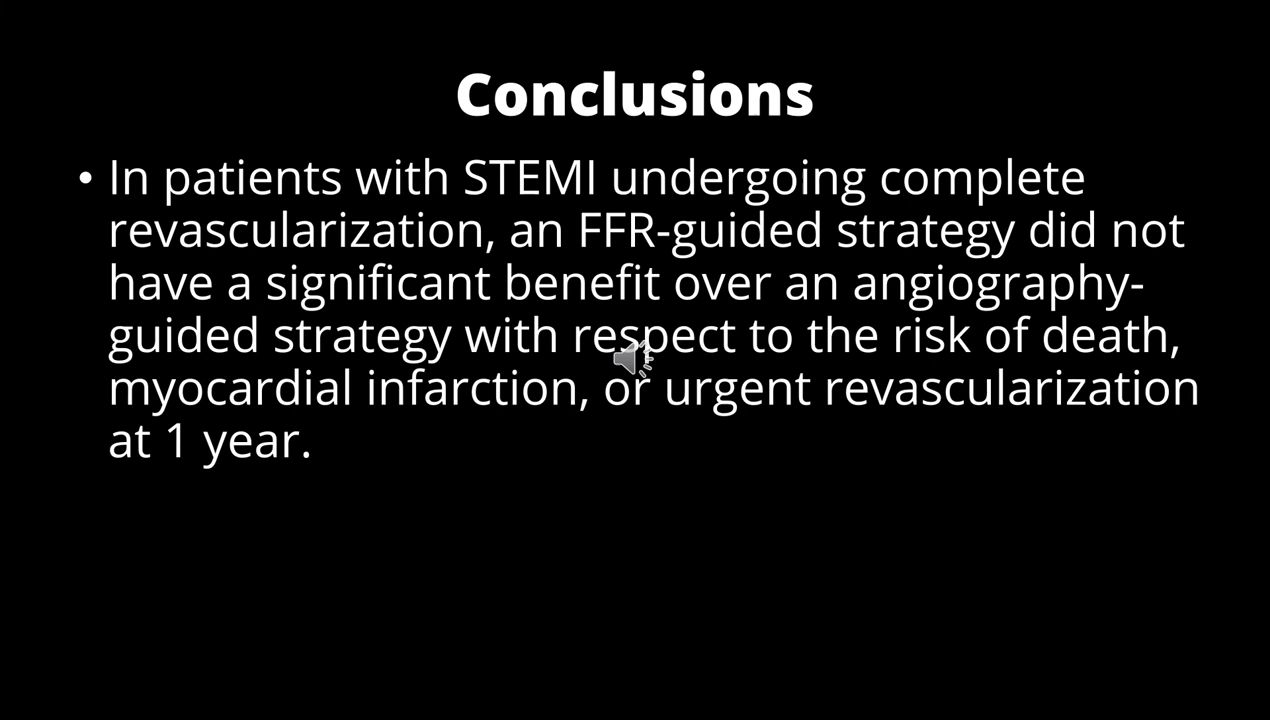 Conclusions
• In patients with STEMI undergoing complete
revascularization, an FFR-guided strategy did not
have a significant benefit over an angiography-
guided strategy with respect to the risk of death,
myocardial infarction, or urgent revascularization
at 1 year.